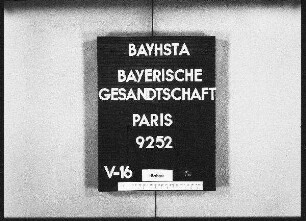 BAYHSTA
BAYERISCHE
GESANDTSCHAFT
PARIS
9252
V-16